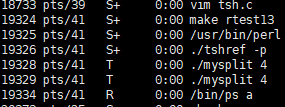 18733 pts/39 S+ 0:00 vim tsh.c
19324 pts/41 S+ 0:00 make rtest13
19325 pts/41 S+ 0:00 /usr/bin/perl
19326 pts/41 S+ 0:00 ./tshref -p
19328 pts/41 T 0:00 ./mysplit 4
19329 pts/41 T 0:00 ./mysplit 4
19334 pts/41 R 0:00 /bin/ps a